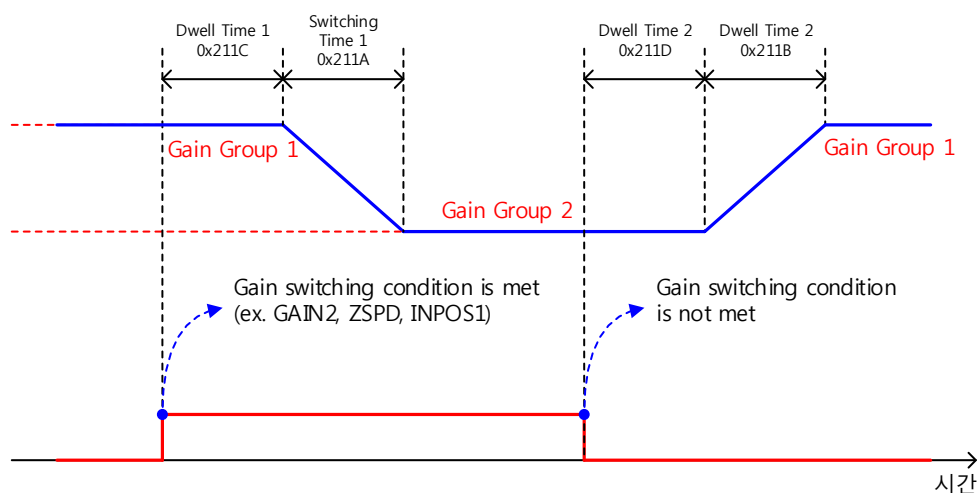 Dwell Time 1
0x211C
Switching
Time 1
0x211A
Dwell Time 2
0x211D
Dwell Time 2
0x211B
Gain Group 1
Gain Group 1
Gain Group 2
Gain switching condition is met
(ex. GAIN2, ZSPD, INPOS1)
Gain switching condition
is not met
시간